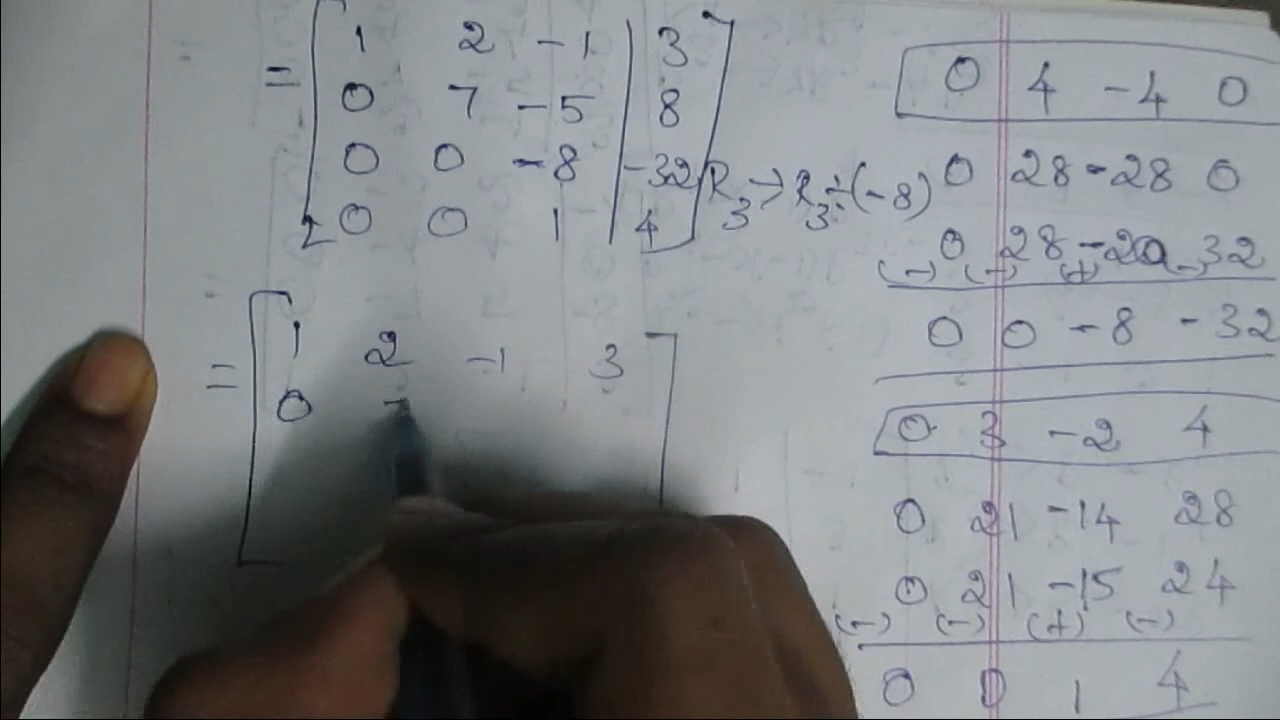 = [ 1 2 -1 | 3 ]
0 7 -5 | 8
0 0 -8 | -32 R3 → R3 ÷ (-8)
0 0 1 | 4
= [ 1 2 -1 3 ]
0
0 4 -4 0
0 28 -28 0
0 28 -20 32
(-) (-) (+) (-)
0 0 -8 -32
0 3 -2 4
0 21 -14 28
0 21 -15 24
(-) (-) (+) (-)
0 0 1 4